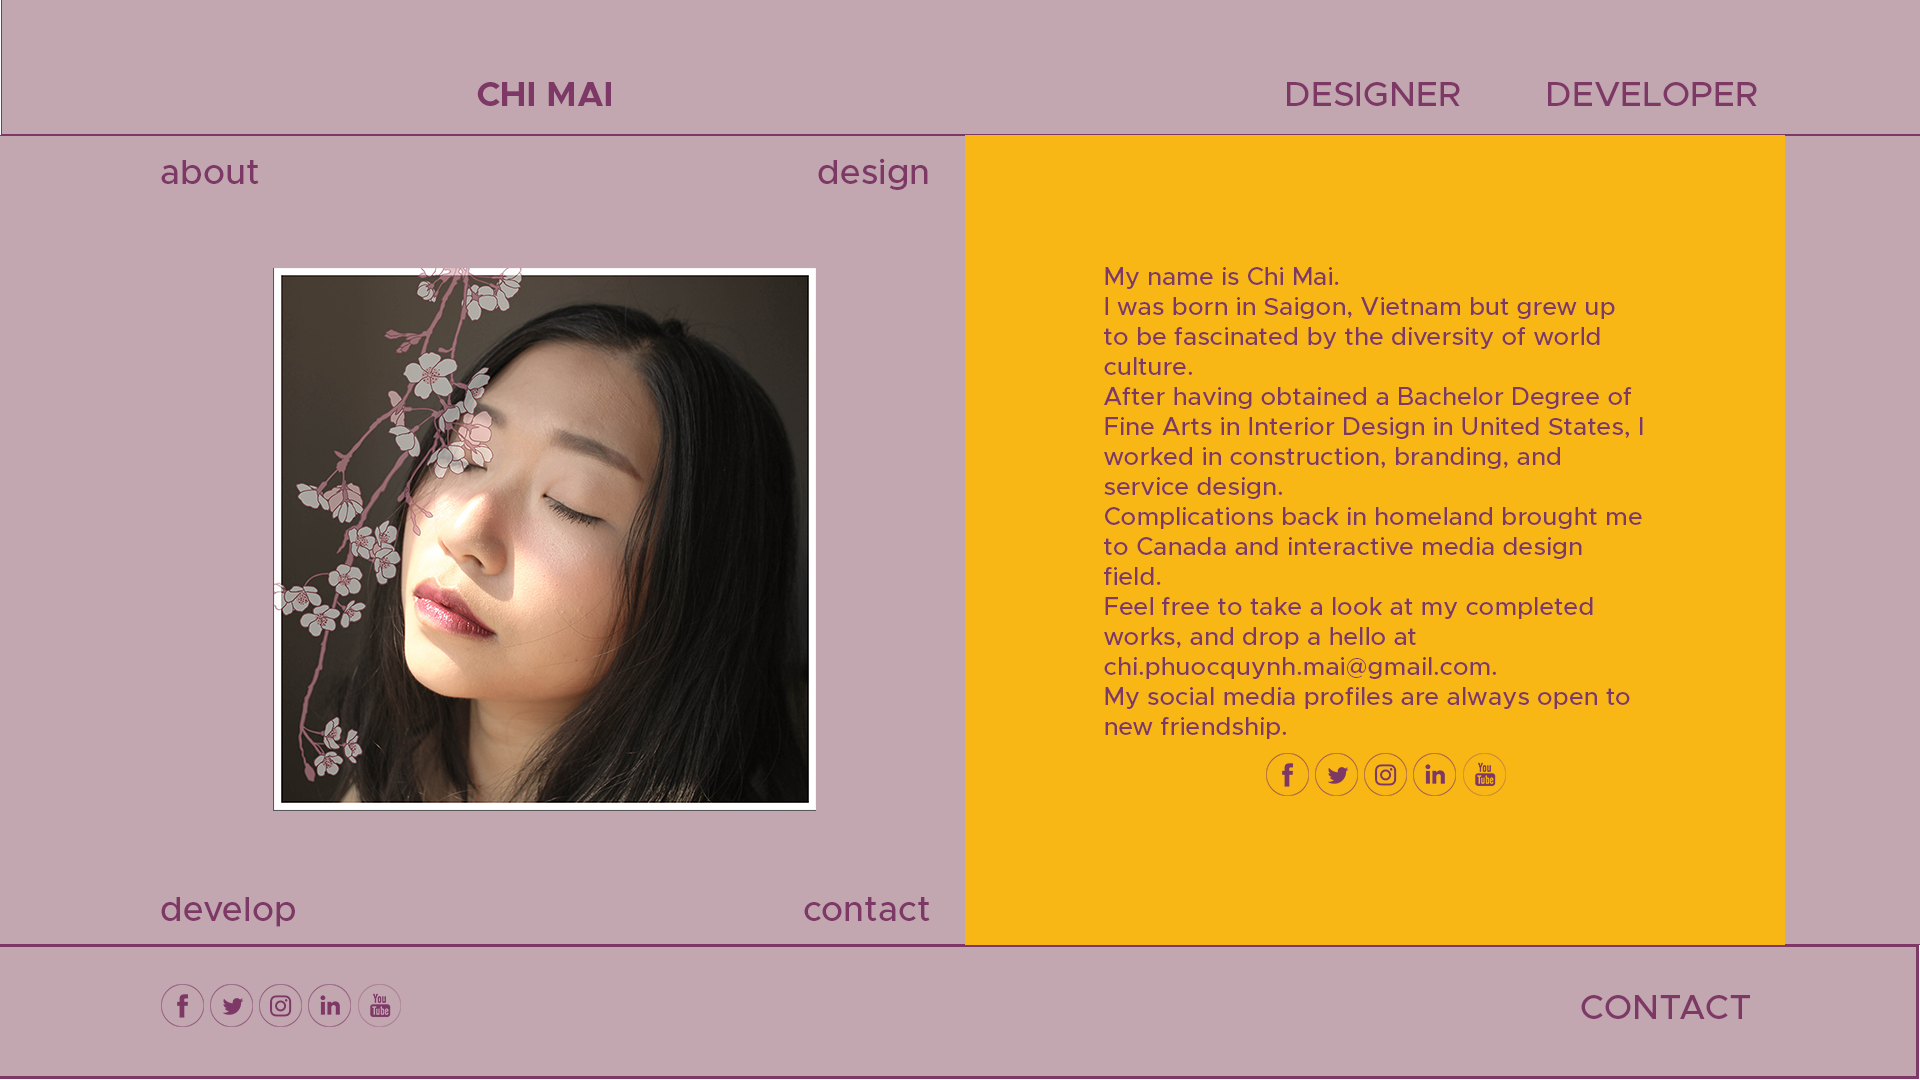 CHI MAI
DESIGNER
DEVELOPER
about
design
My name is Chi Mai.
I was born in Saigon, Vietnam but grew up
to be fascinated by the diversity of world
culture.
After having obtained a Bachelor Degree of
Fine Arts in Interior Design in United States, I
worked in construction, branding, and
service design.
Complications back in homeland brought me
to Canada and interactive media design
field.
Feel free to take a look at my completed
works, and drop a hello at
chi.phuocquynh.mai@gmail.com.
My social media profiles are always open to
new friendship.
f
in
You
Tube
develop
contact
f
in
You
Tube
CONTACT